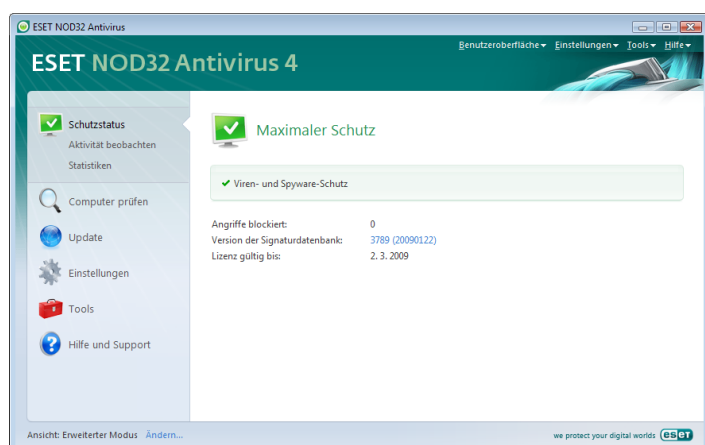 ESET NOD32 Antivirus
Benutzeroberfläche Einstellungen Tools Hilfe
ESET NOD32 Antivirus 4
Schutzstatus
Aktivität beobachten
Statistiken
Computer prüfen
Update
Einstellungen
Tools
Hilfe und Support
Maximaler Schutz
Viren- und Spyware-Schutz
Angriffe blockiert: 0
Version der Signaturdatenbank: 3789 (20090122)
Lizenz gültig bis: 2. 3. 2009
Ansicht: Erweiterter Modus Ändern...
we protect your digital worlds eset